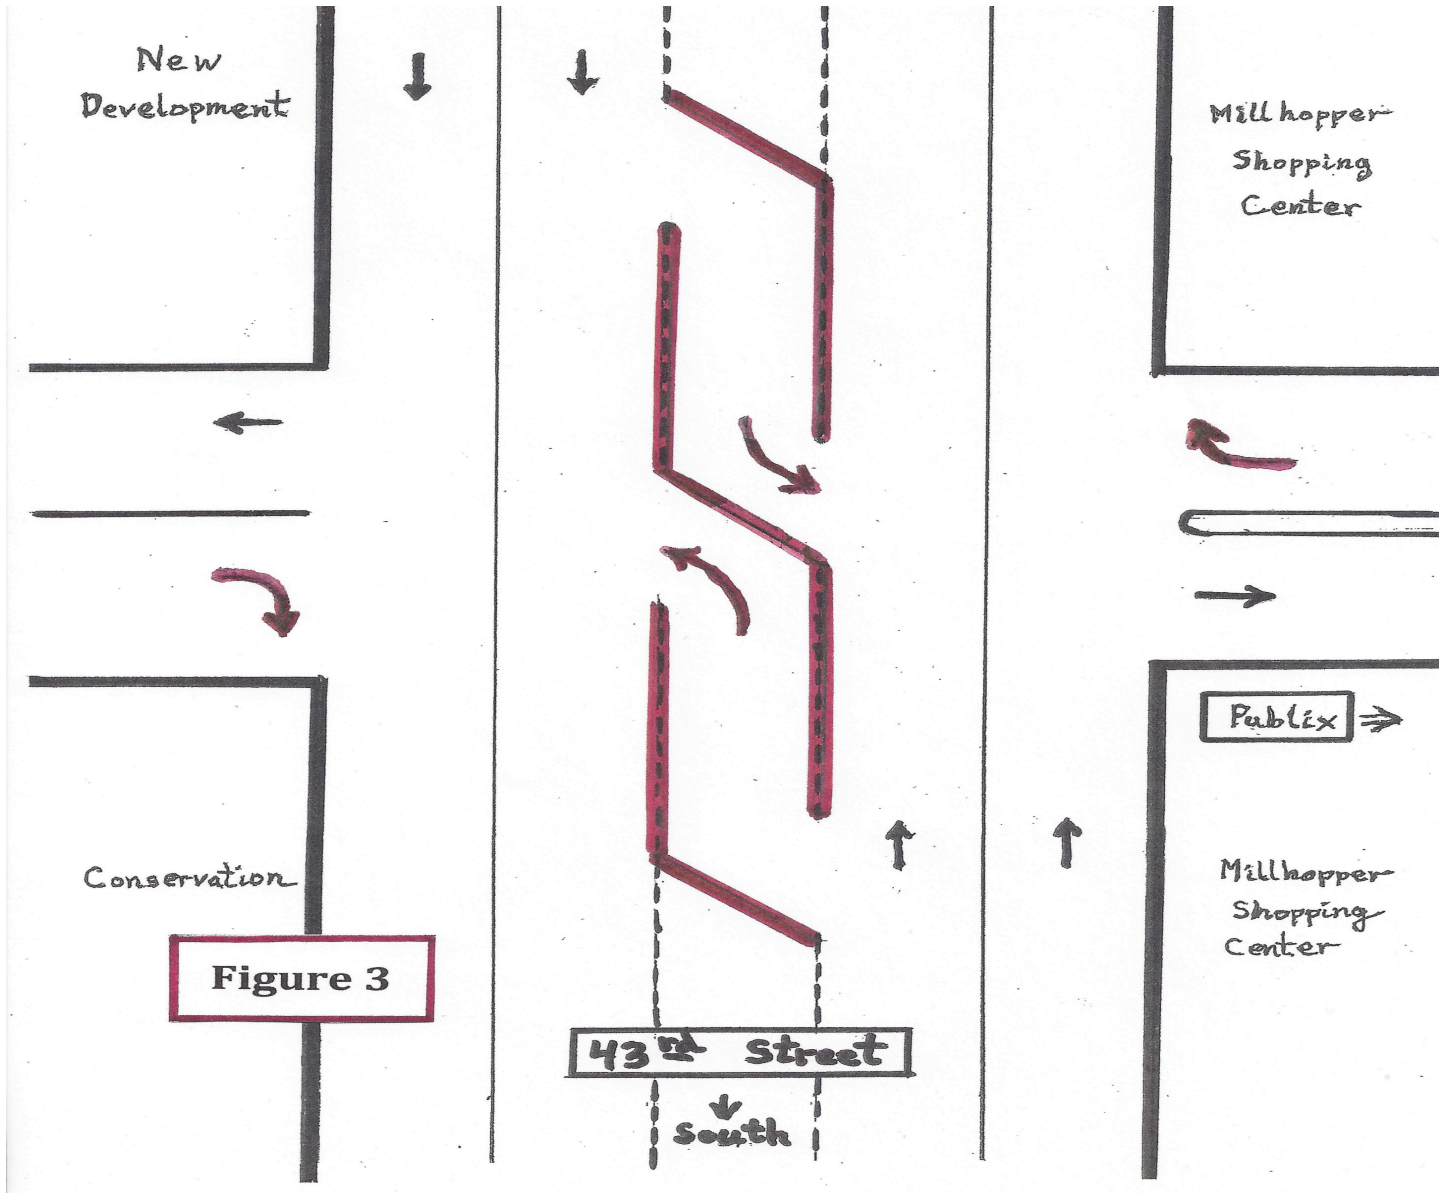 New
Development
Millhopper
Shopping
Center
Publix
Conservation
Millhopper
Shopping
Center
Figure 3
43rd Street
South